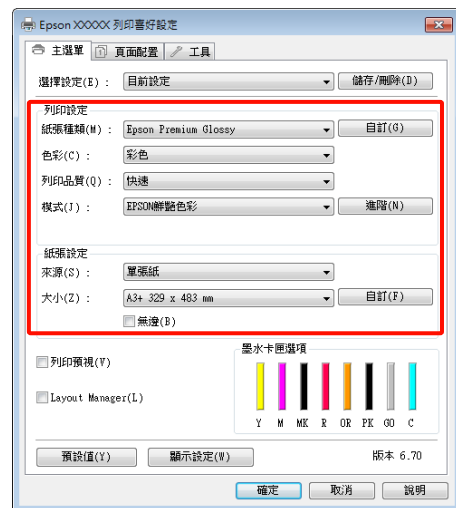 Epson XXXXX 列印喜好設定
主選單 頁面配置 工具
選擇設定(E) : 目前設定 儲存/刪除(D)
列印設定
紙張種類(M) : Epson Premium Glossy 自訂(G)
色彩(C) : 彩色
列印品質(Q) : 快速
模式(J) : EPSON鮮豔色彩 進階(N)
紙張設定
來源(S) : 單張紙
大小(Z) : A3+ 329 x 483 mm 自訂(F)
無邊(B)
墨水卡匣選項
列印預視(V)
Layout Manager(L)
Y M MK R OR PK GO C
預設值(Y) 顯示設定(W) 版本 6.70
確定 取消 說明